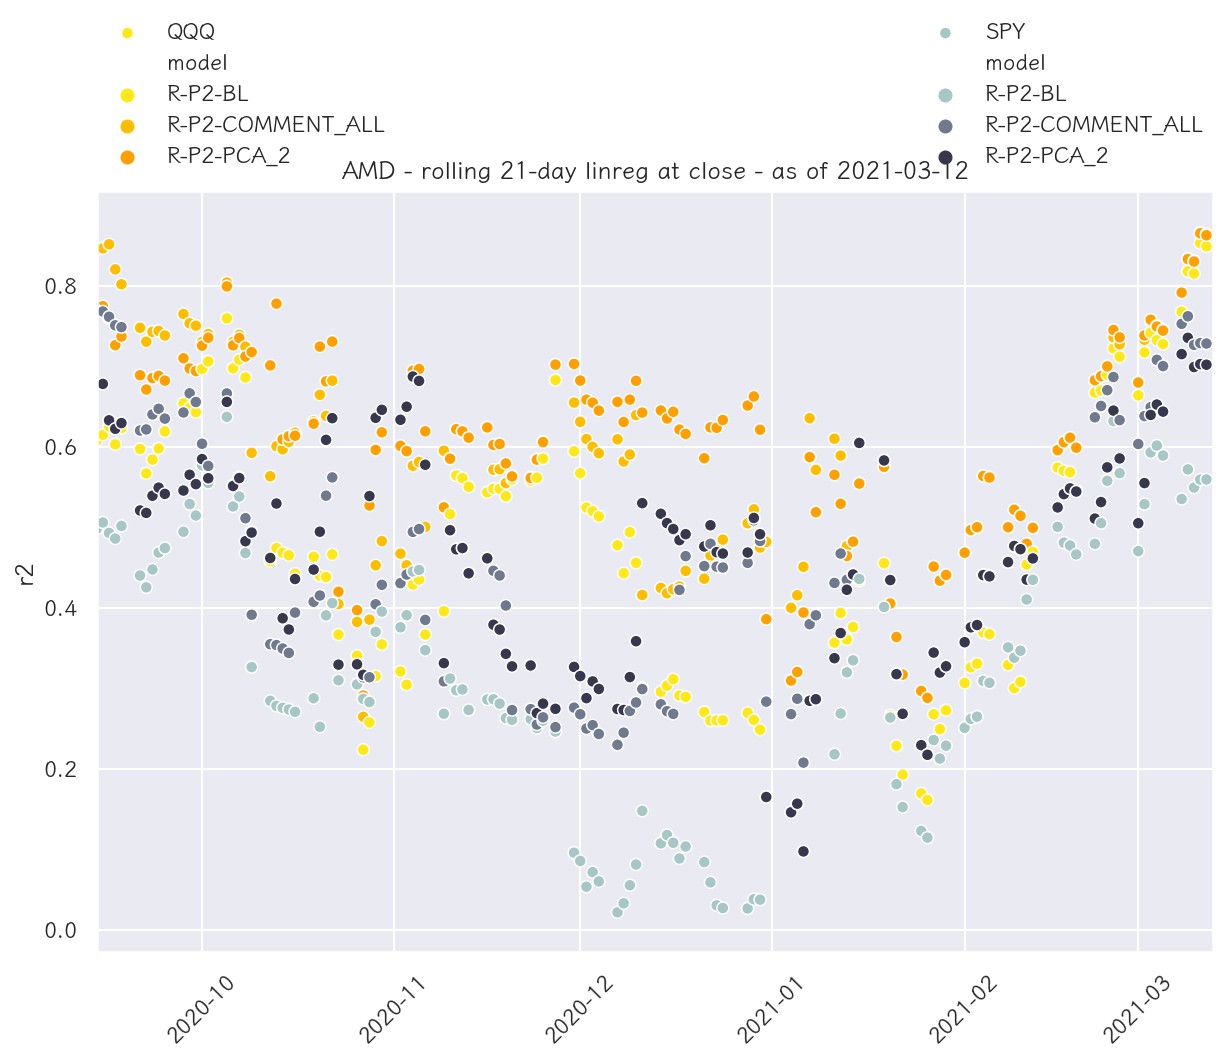 QQQ
model
R-P2-BL
R-P2-COMMENT_ALL
R-P2-PCA_2
SPY
model
R-P2-BL
R-P2-COMMENT_ALL
R-P2-PCA_2
AMD - rolling 21-day linreg at close - as of 2021-03-12
0.8
0.6
0.4
0.2
0.0
r2
2020-10
2020-11
2020-12
2021-01
2021-02
2021-03